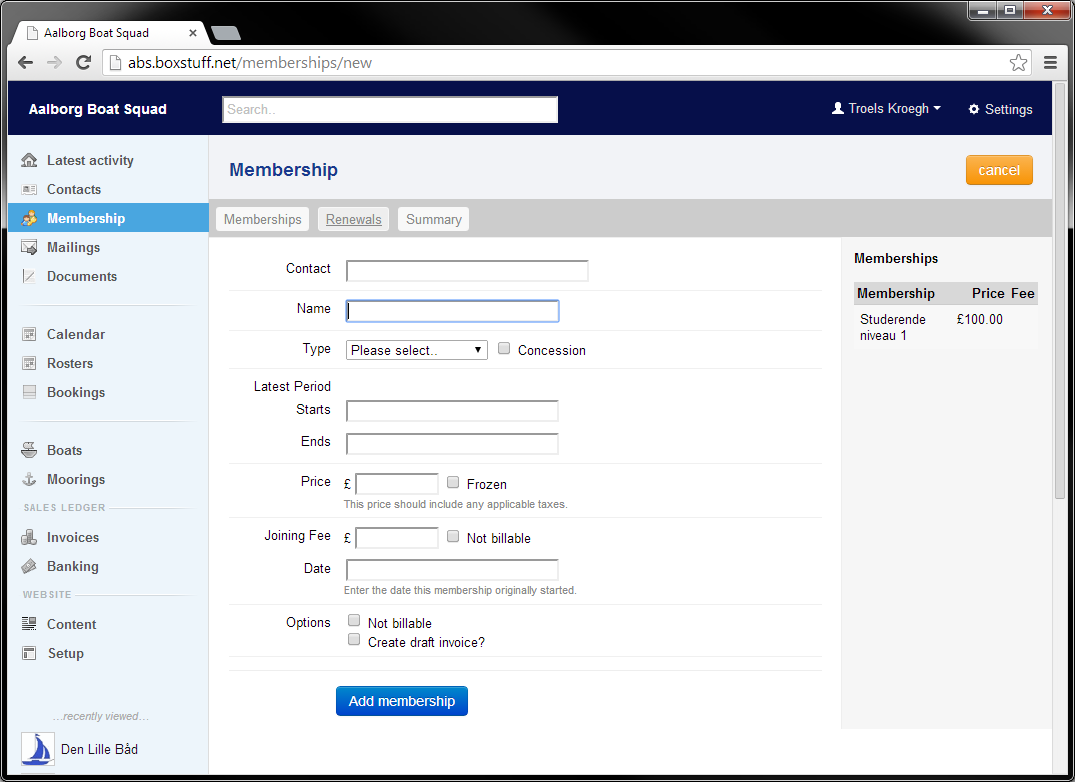 Aalborg Boat Squad
abs.boxstuff.net/memberships/new
Aalborg Boat Squad
Search..
Troels Kroegh
Settings
Latest activity
Contacts
Membership
Mailings
Documents
Calendar
Rosters
Bookings
Boats
Moorings
SALES LEDGER
Invoices
Banking
WEBSITE
Content
Setup
...recently viewed...
Den Lille Båd
Membership
cancel
Memberships Renewals Summary
Contact
Name
Type Please select.. Concession
Latest Period
Starts
Ends
Price £ Frozen
This price should include any applicable taxes.
Joining Fee £ Not billable
Date
Enter the date this membership originally started.
Options Not billable
Create draft invoice?
Add membership
Memberships
Membership Price Fee
Studerende £100.00
niveau 1